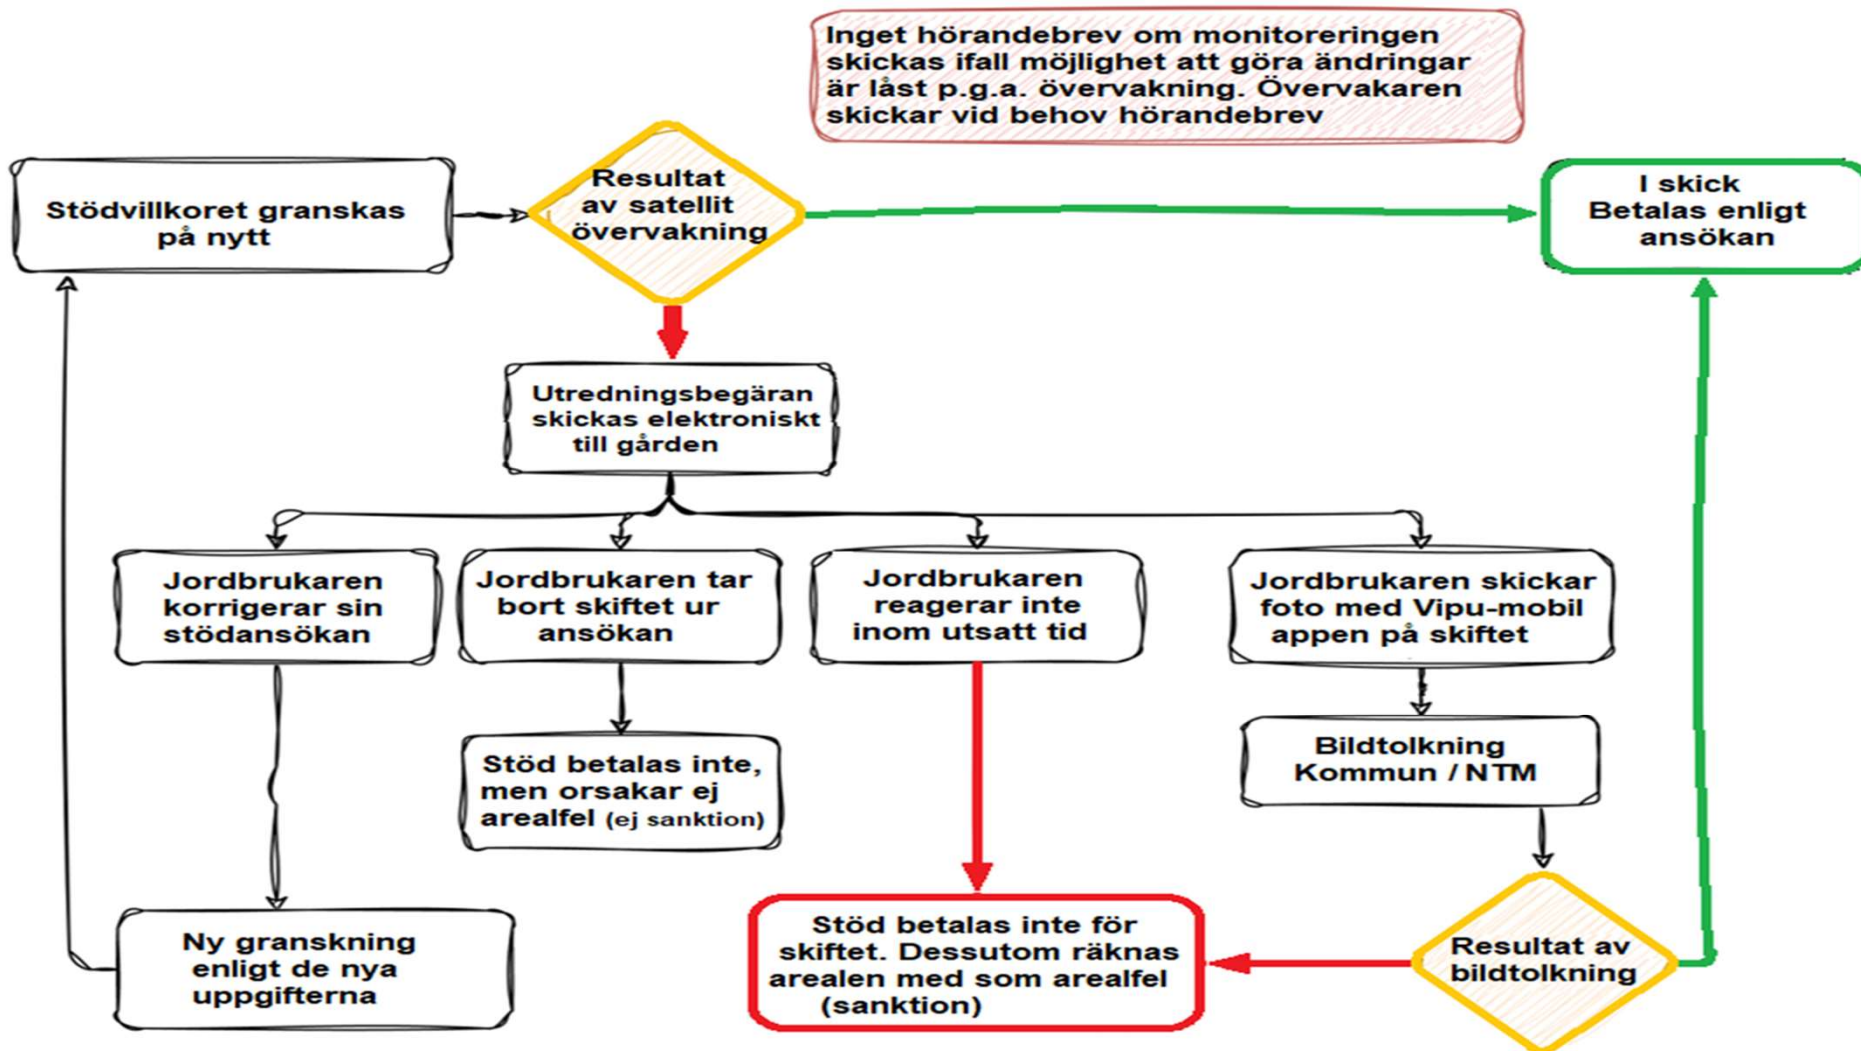 Inget hörandebrev om monitoreringen
skickas ifall möjlighet att göra ändringar
är låst p.g.a. övervakning. Övervakaren
skickar vid behov hörandebrev
Stödvillkoret granskas
på nytt
Resultat
av satellit
övervakning
I skick
Betalas enligt
ansökan
Utredningsbegäran
skickas elektroniskt
till gården
Jordbrukaren
korrigerar sin
stödansökan
Jordbrukaren tar
bort skiftet ur
ansökan
Jordbrukaren
reagerar inte
inom utsatt tid
Jordbrukaren skickar
foto med Vipu-mobil
appen på skiftet
Stöd betalas inte,
men orsakar ej
arealfel (ej sanktion)
Bildtolkning
Kommun / NTM
Ny granskning
enligt de nya
uppgifterna
Stöd betalas inte för
skiftet. Dessutom räknas
arealen med som arealfel
(sanktion)
Resultat av
bildtolkning